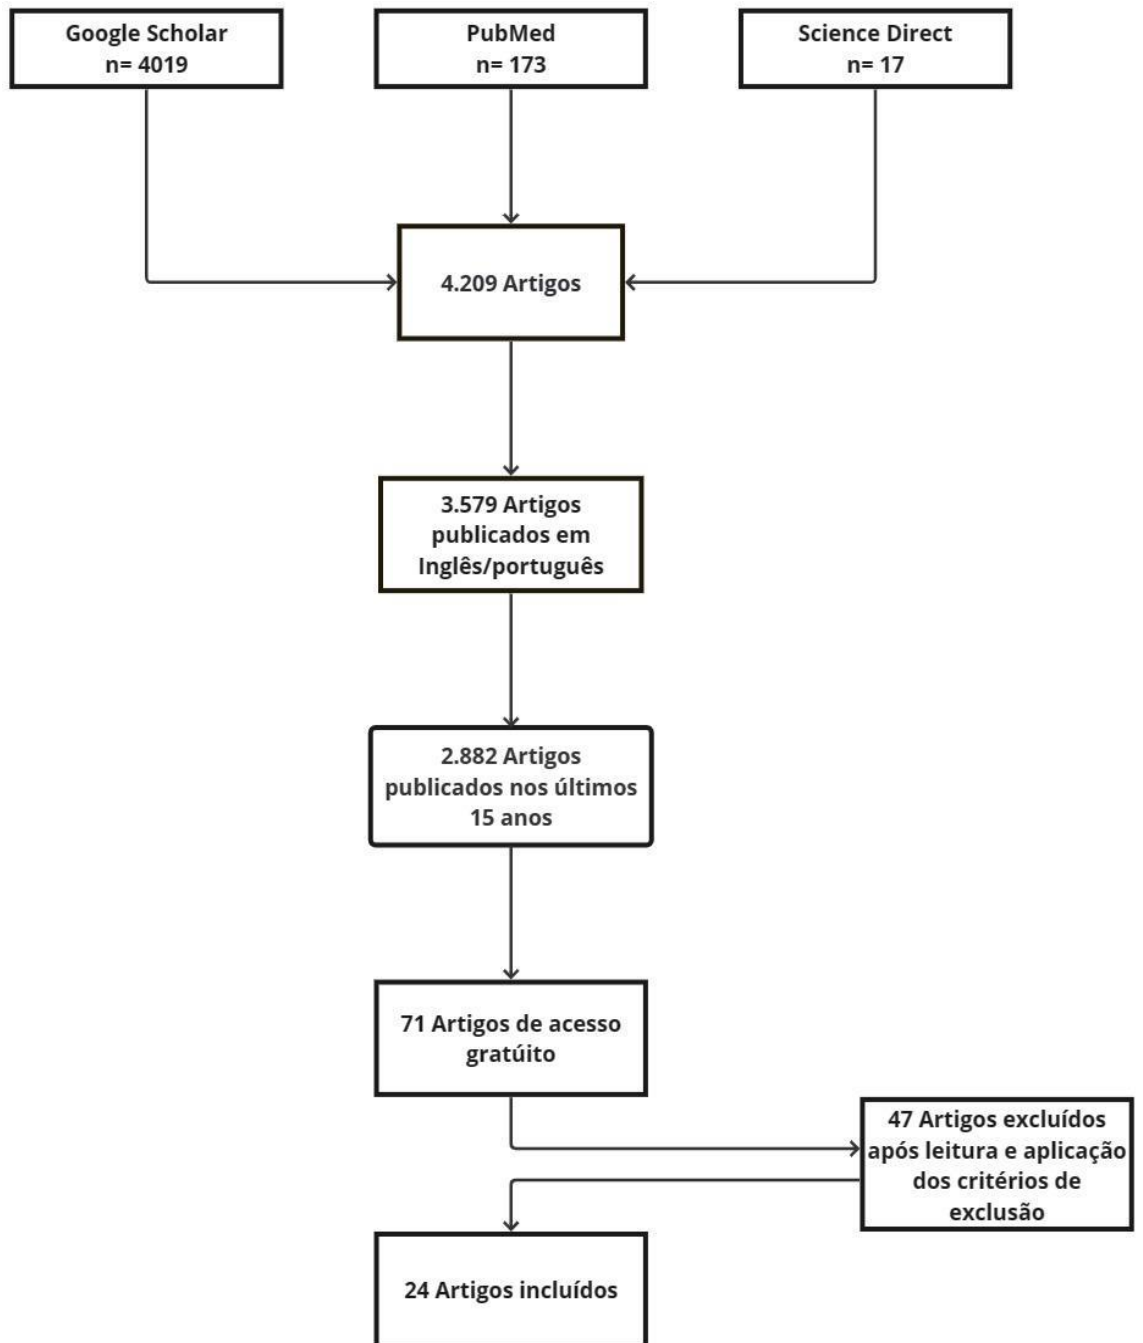 Google Scholar
n= 4019
PubMed
n= 173
Science Direct
n= 17
4.209 Artigos
3.579 Artigos
publicados em
Inglês/português
2.882 Artigos
publicados nos últimos
15 anos
71 Artigos de acesso
gratúito
47 Artigos excluídos
após leitura e aplicação
dos critérios de
exclusão
24 Artigos incluídos